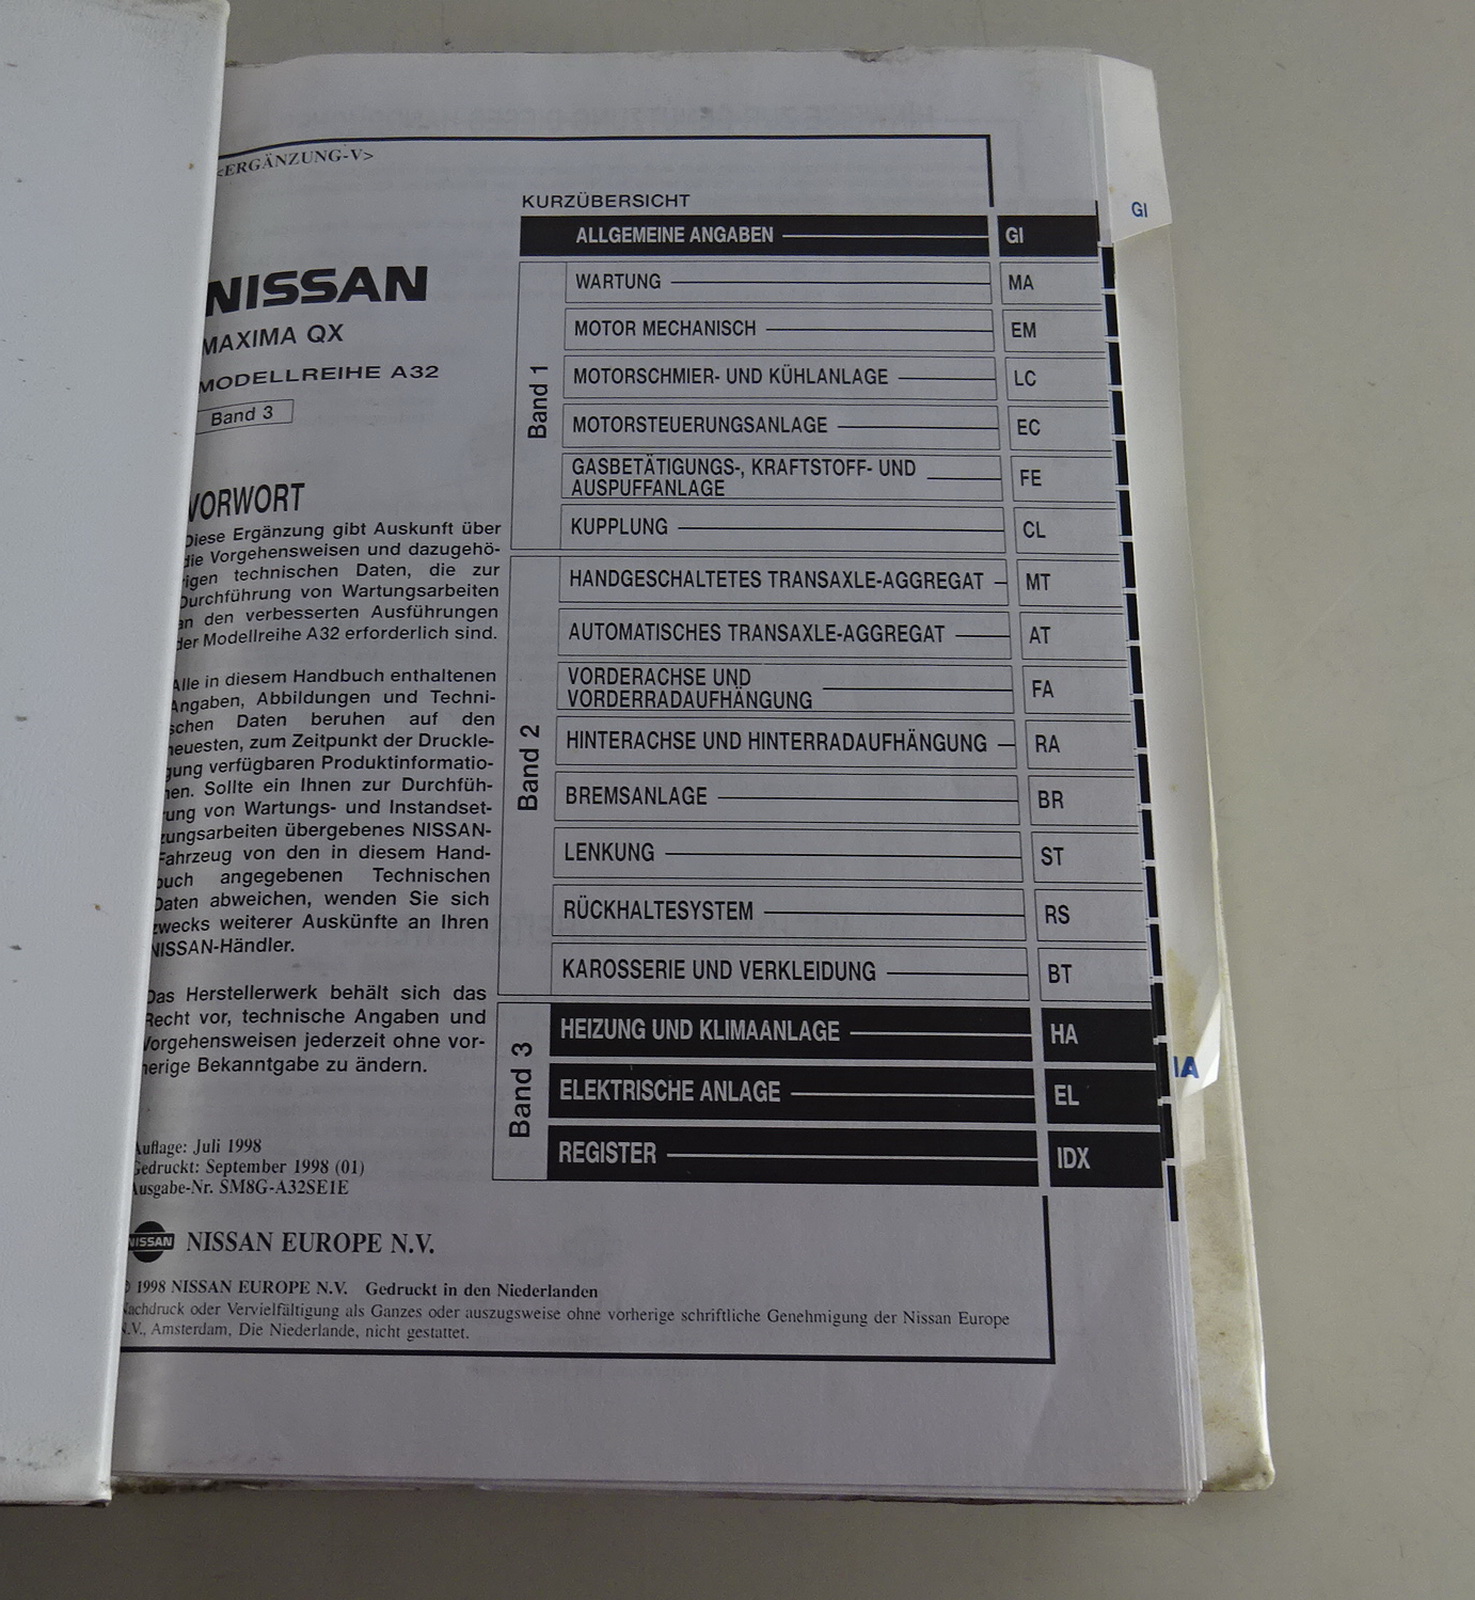 <ERGÄNZUNG-V>
NISSAN
MAXIMA QX
MODELLREIHE A32
Band 3
VORWORT
Diese Ergänzung gibt Auskunft über
die Vorgehensweisen und dazugehö-
rigen technischen Daten, die zur
Durchführung von Wartungsarbeiten
an den verbesserten Ausführungen
der Modellreihe A32 erforderlich sind.
Alle in diesem Handbuch enthaltenen
Angaben, Abbildungen und Techni-
schen Daten beruhen auf den
neuesten, zum Zeitpunkt der Druckle-
gung verfügbaren Produktinformatio-
nen. Sollte ein Ihnen zur Durchfüh-
rung von Wartungs- und Instandset-
zungsarbeiten übergebenes NISSAN-
Fahrzeug von den in diesem Hand-
buch angegebenen Technischen
Daten abweichen, wenden Sie sich
zwecks weiterer Auskünfte an Ihren
NISSAN-Händler.
Das Herstellerwerk behält sich das
Recht vor, technische Angaben und
Vorgehensweisen jederzeit ohne vor-
herige Bekanntgabe zu ändern.
Auflage: Juli 1998
Gedruckt: September 1998 (01)
Ausgabe-Nr. SM8G-A32SE1E
KURZÜBERSICHT
ALLGEMEINE ANGABEN GI
Band 1
WARTUNG MA
MOTOR MECHANISCH EM
MOTORSCHMIER- UND KÜHLANLAGE LC
MOTORSTEUERUNGSANLAGE EC
GASBETÄTIGUNGS-, KRAFTSTOFF- UND
AUSPUFFANLAGE FE
KUPPLUNG CL
Band 2
HANDGESCHALTETES TRANSAXLE-AGGREGAT MT
AUTOMATISCHES TRANSAXLE-AGGREGAT AT
VORDERACHSE UND
VORDERRADAUFHÄNGUNG FA
HINTERACHSE UND HINTERRADAUFHÄNGUNG RA
BREMSANLAGE BR
LENKUNG ST
RÜCKHALTESYSTEM RS
KAROSSERIE UND VERKLEIDUNG BT
Band 3
HEIZUNG UND KLIMAANLAGE HA
ELEKTRISCHE ANLAGE EL
REGISTER IDX
NISSAN NISSAN EUROPE N.V.
© 1998 NISSAN EUROPE N.V. Gedruckt in den Niederlanden
Nachdruck oder Vervielfältigung als Ganzes oder auszugsweise ohne vorherige schriftliche Genehmigung der Nissan Europe
N.V., Amsterdam, Die Niederlande, nicht gestattet.
GI